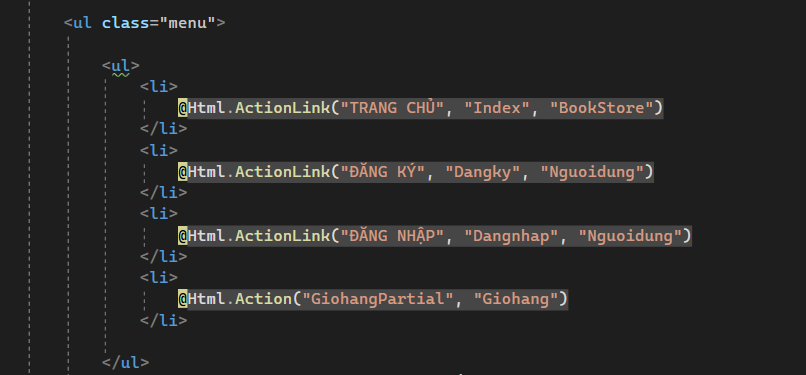 <ul class="menu">
<ul>
<li>
@Html.ActionLink("TRANG CHỦ", "Index", "BookStore")
</li>
<li>
@Html.ActionLink("ĐĂNG KÝ", "Dangky", "Nguoidung")
</li>
<li>
@Html.ActionLink("ĐĂNG NHẬP", "Dangnhap", "Nguoidung")
</li>
<li>
@Html.Action("GiohangPartial", "Giohang")
</li>
</ul>